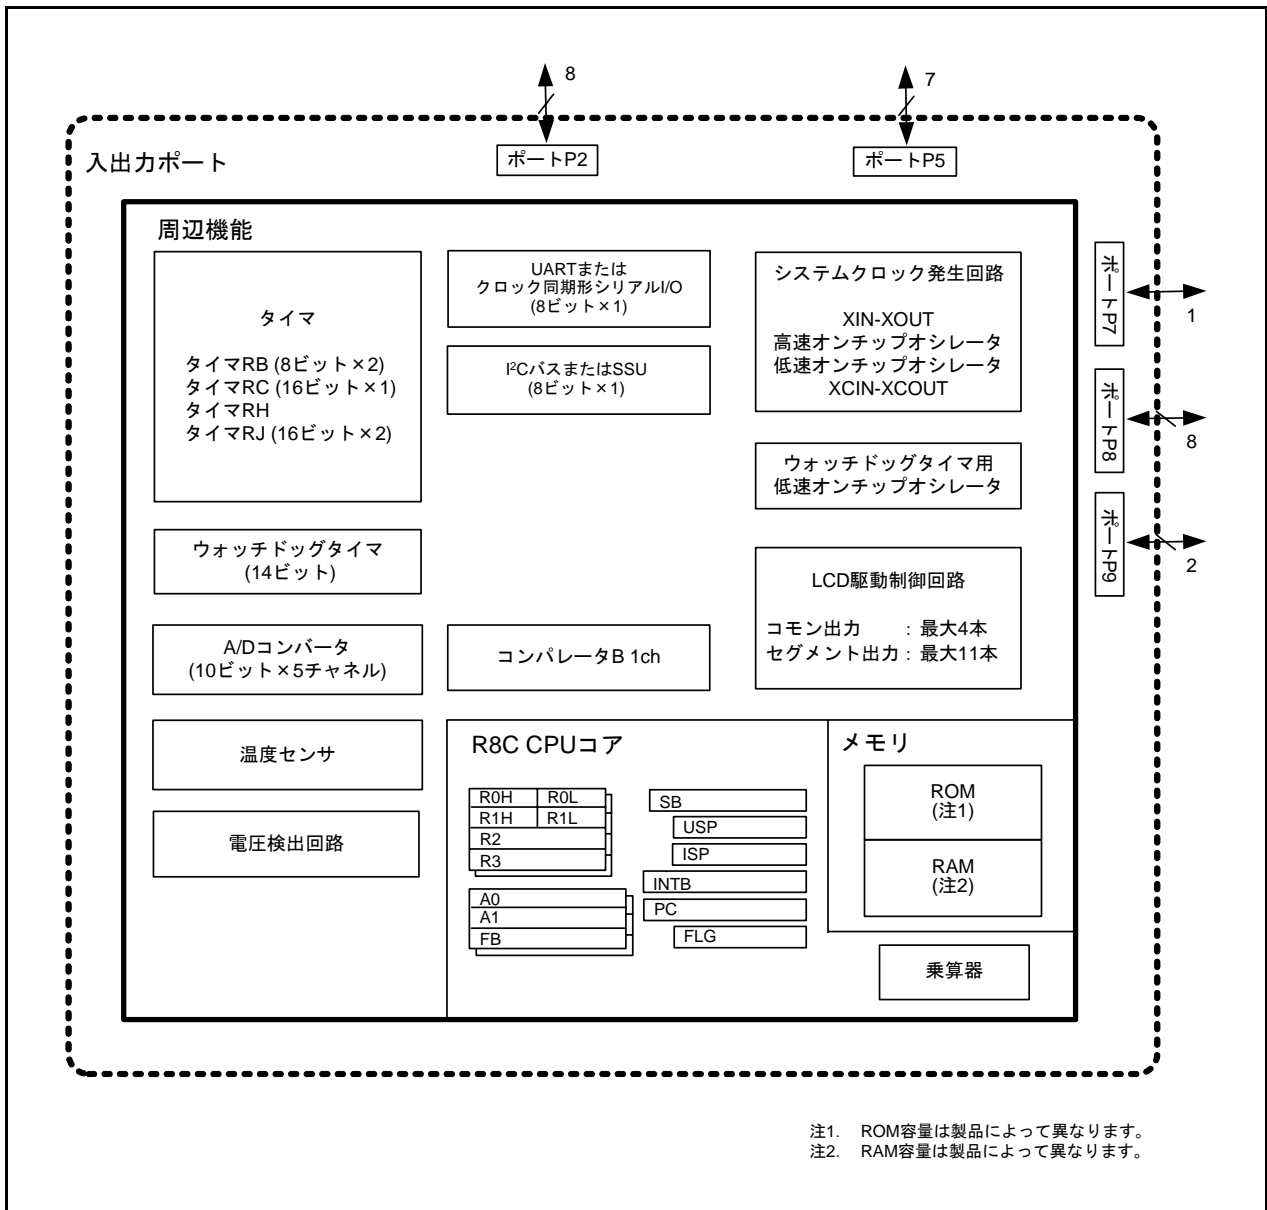 8
7
入出力ポート
ポートP2
ポートP5
周辺機能
タイマ
タイマRB (8ビット×2)
タイマRC (16ビット×1)
タイマRH
タイマRJ (16ビット×2)
UARTまたは
クロック同期形シリアルI/O
(8ビット×1)
I²CバスまたはSSU
(8ビット×1)
システムクロック発生回路
XIN-XOUT
高速オンチップオシレータ
低速オンチップオシレータ
XCIN-XCOUT
ポートP7
1
ポートP8
8
ポートP9
2
ウォッチドッグタイマ用
低速オンチップオシレータ
ウォッチドッグタイマ
(14ビット)
LCD駆動制御回路
コモン出力 : 最大4本
セグメント出力 : 最大11本
A/Dコンバータ
(10ビット×5チャネル)
コンパレータB 1ch
温度センサ
電圧検出回路
R8C CPUコア
R0H R0L
R1H R1L
R2
R3
A0
A1
FB
SB
USP
ISP
INTB
PC
FLG
メモリ
ROM
(注1)
RAM
(注2)
乗算器
注1. ROM容量は製品によって異なります。
注2. RAM容量は製品によって異なります。